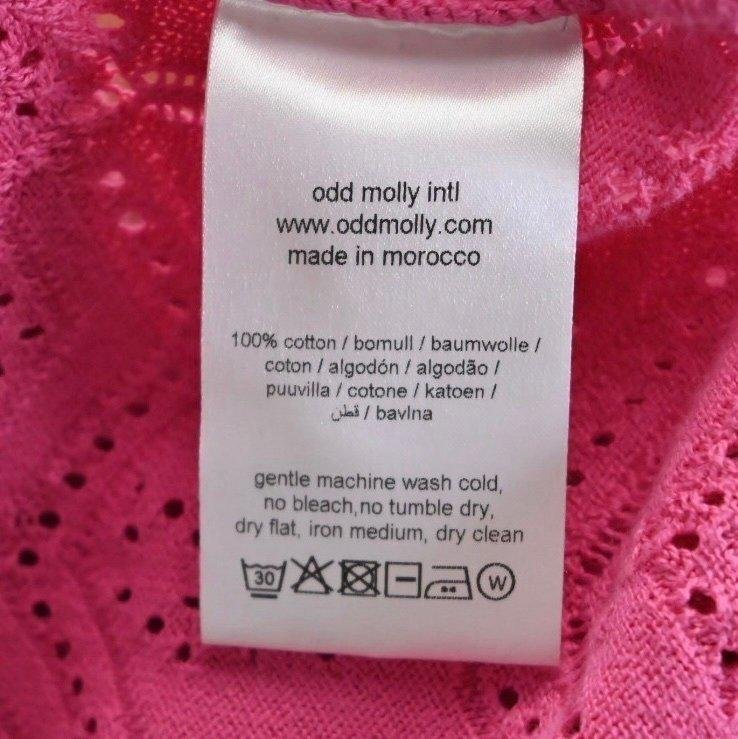 odd molly intl
www.oddmolly.com
made in morocco
100% cotton / bomull / baumwolle /
coton / algodón / algodão /
puuvilla / cotone / katoen /
قطن / bavlna
gentle machine wash cold,
no bleach,no tumble dry,
dry flat, iron medium, dry clean
30 W